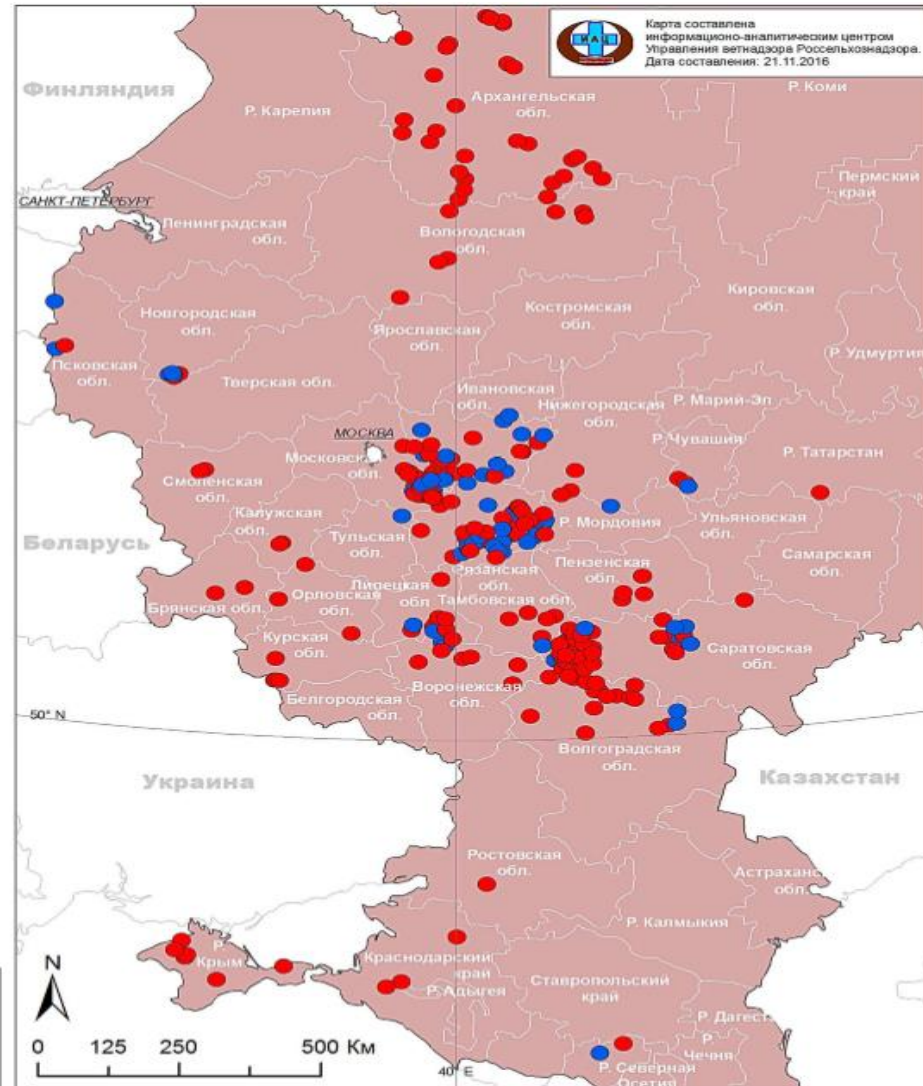 Карта составлена
информационо-аналитическим центром
Управления ветнадзора Россельхознадзора.
Дата составления: 21.11.2016
ИАЦ
Финляндия
Р. Карелия
Архангельская
обл.
Р. Коми
Пермский
край
САНКТ-ПЕТЕРБУРГ
Ленинградская
обл.
Вологодская
обл.
Новгородская
обл.
Костромская
обл.
Кировская
обл.
Ярославская
обл.
Псковская
обл.
Тверская обл.
Р. Удмуртия
Ивановская
обл.
Нижегородская
обл.
Р. Марий-Эл
МОСКВА
Р. Чувашия
Московск
обл.
Р. Татарстан
Смоленская
обл.
Калужская
обл.
Тульская
обл.
Р. Мордовия
Ульяновская
обл.
Беларусь
Самарская
обл.
Рязанская
обл.
Пензенская
обл.
Липецкая
обл
Брянская обл.
Орловская
обл.
Тамбовская обл.
Курская
обл.
Саратовская
обл.
Воронежская
обл.
Белгородская
обл.
50° N
Волгоградская
обл.
Украина
Казахстан
Ростовская
обл.
Астраханс
обл.
Р. Калмыкия
Р.
Крым
Краснодарский
край
Р. Адыгея
Ставропольский
край
Р. Дагест
Р.
Чечня
Р. Северная
Осетия
N
0 125 250 500 Км
40° E